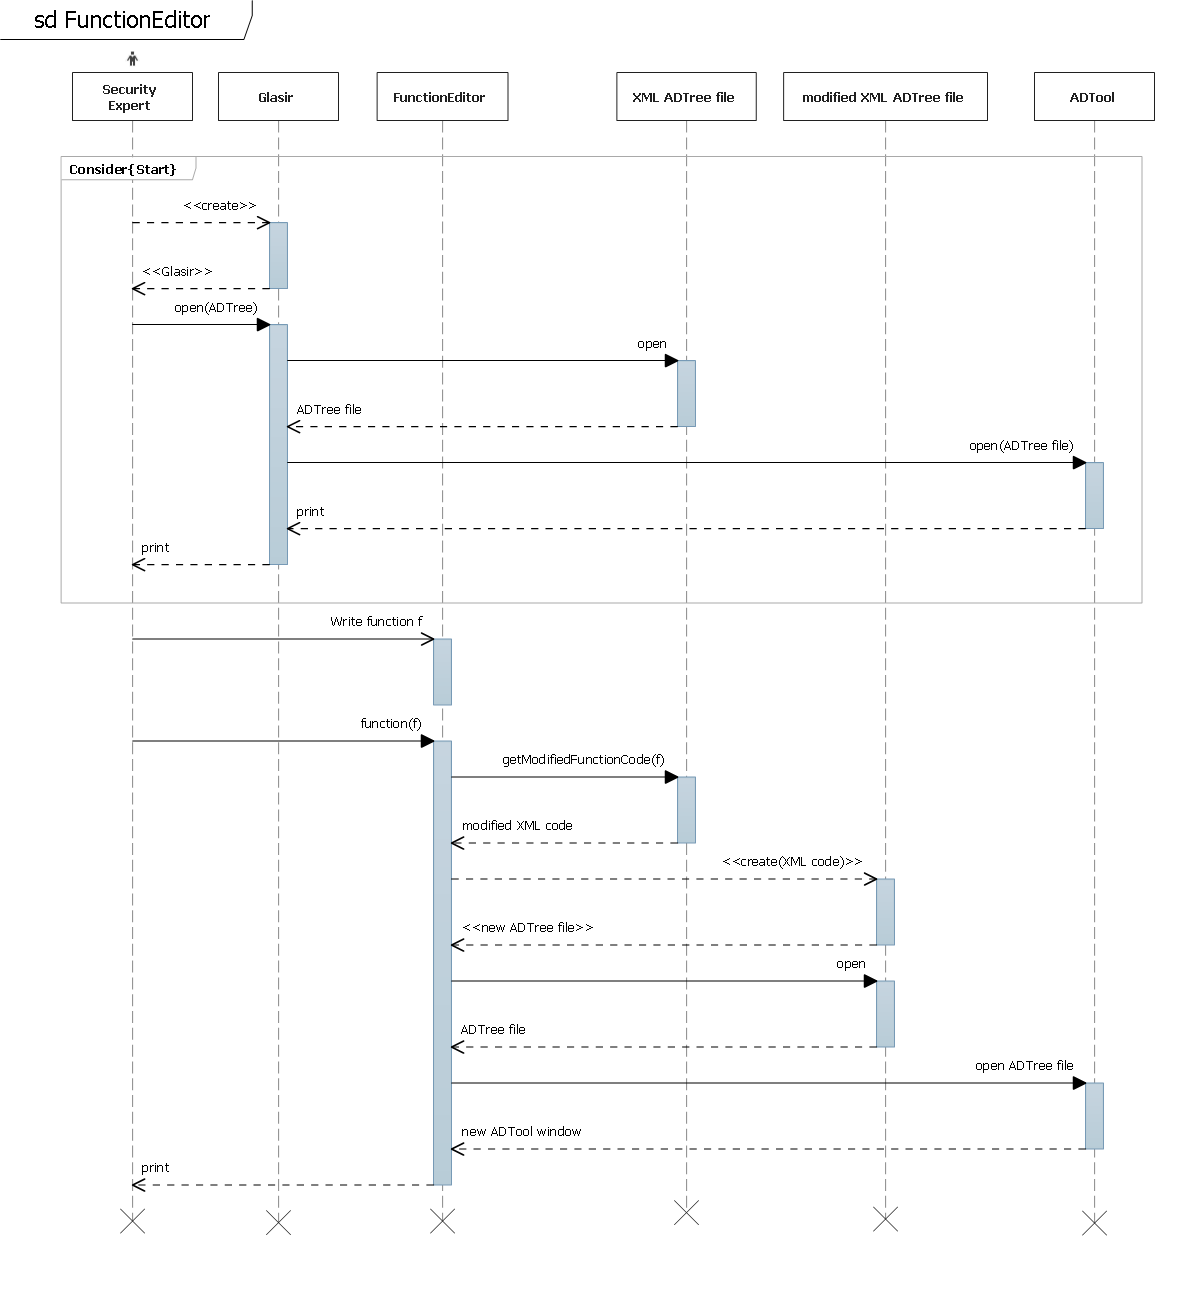 sd FunctionEditor
Security
Expert
Glasir
FunctionEditor
XML ADTree file
modified XML ADTree file
ADTool
Consider{Start}
<<create>>
<<Glasir>>
open(ADTree)
open
ADTree file
open(ADTree file)
print
print
Write function f
function(f)
getModifiedFunctionCode(f)
modified XML code
<<create(XML code)>>
<<new ADTree file>>
open
ADTree file
open ADTree file
new ADTool window
print